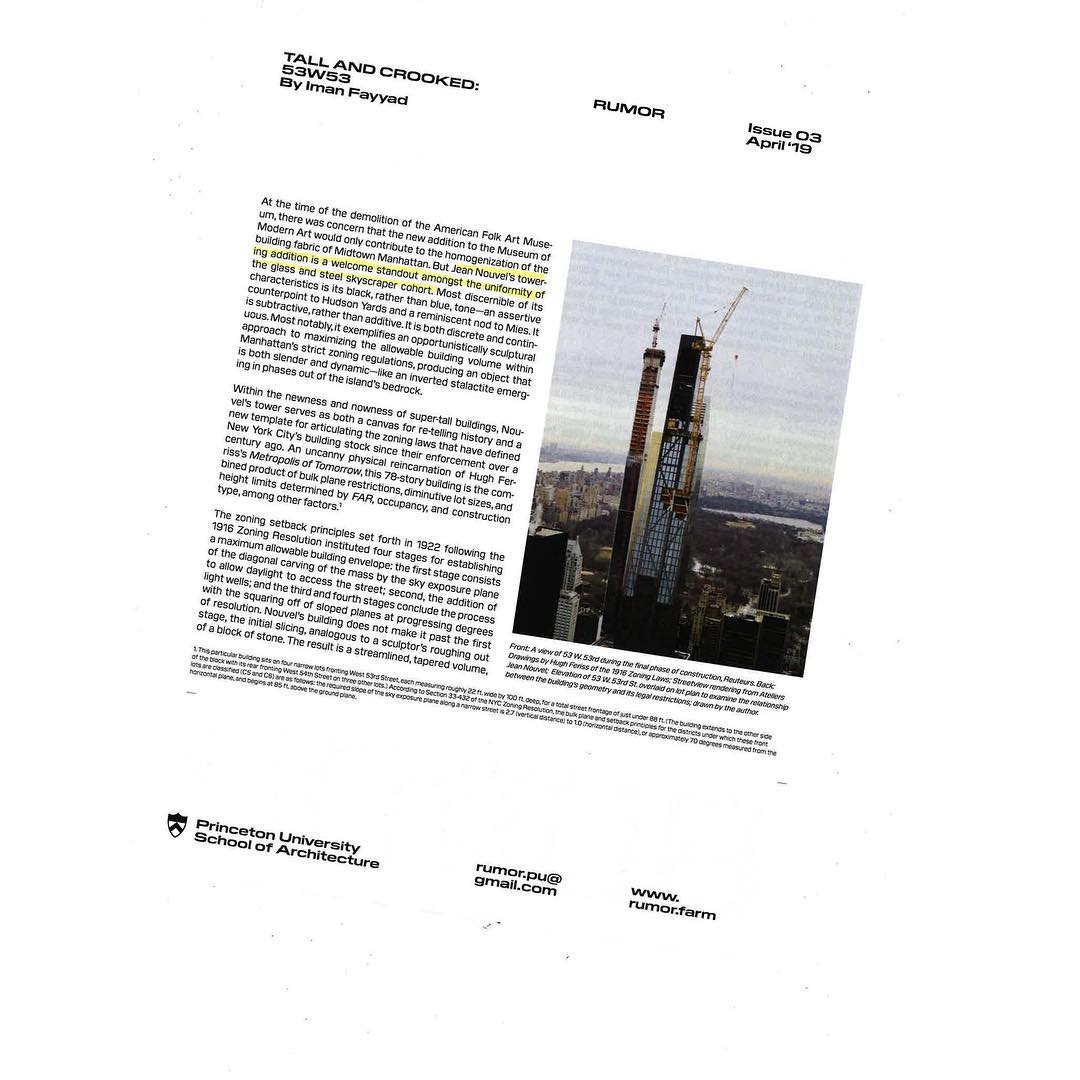 TALL AND CROOKED:
53W53
By Iman Fayyad
RUMOR
Issue 03
April ‘19
At the time of the demolition of the American Folk Art Muse-
um, there was concern that the new addition to the Museum of
Modern Art would only contribute to the homogenization of the
building fabric of Midtown Manhattan. But Jean Nouvel's tower-
ing addition is a welcome standout amongst the uniformity of
the glass and steel skyscraper cohort. Most discernible of its
characteristics is its black, rather than blue, tone—an assertive
counterpoint to Hudson Yards and a reminiscent nod to Mies. It
is subtractive, rather than additive. It is both discrete and contin-
uous. Most notably, it exemplifies an opportunistically sculptural
approach to maximizing the allowable building volume within
Manhattan's strict zoning regulations, producing an object that
is both slender and dynamic—like an inverted stalactite emerg-
ing in phases out of the island's bedrock.
Within the newness and nowness of super-tall buildings, Nou-
vel's tower serves as both a canvas for re-telling history and a
new template for articulating the zoning laws that have defined
New York City's building stock since their enforcement over a
century ago. An uncanny physical reincarnation of Hugh Fer-
riss's Metropolis of Tomorrow, this 78-story building is the com-
bined product of bulk plane restrictions, diminutive lot sizes, and
height limits determined by FAR, occupancy, and construction
type, among other factors.¹
The zoning setback principles set forth in 1922 following the
1916 Zoning Resolution instituted four stages for establishing
a maximum allowable building envelope: the first stage consists
of the diagonal carving of the mass by the sky exposure plane
to allow daylight to access the street; second, the addition of
light wells; and the third and fourth stages conclude the process
with the squaring off of sloped planes at progressing degrees
of resolution. Nouvel's building does not make it past the first
stage, the initial slicing, analogous to a sculptor's roughing out
of a block of stone. The result is a streamlined, tapered volume,
Front: A view of 53 W. 53rd during the final phase of construction, Reuteurs. Back:
Drawings by Hugh Feriss of the 1916 Zoning Laws; Streetview rendering from Ateliers
Jean Nouvel; Elevation of 53 W. 53rd St. overlaid on lot plan to examine the relationship
between the building's geometry and its legal restrictions; drawn by the author.
1. This particular building sits on four narrow lots fronting West 53rd Street, each measuring roughly 22 ft. wide by 100 ft. deep, for a total street frontage of just under 88 ft. (The building extends to the other side
of the block with its rear fronting West 54th Street on three other lots.) According to Section 33-432 of the NYC Zoning Resolution, the bulk plane and setback principles for the districts under which these front
lots are classified (C5 and C6) are as follows: the required slope of the sky exposure plane along a narrow street is 2.7 (vertical distance) to 1.0 (horizontal distance), or approximately 70 degrees measured from the
horizontal plane, and begins at 85 ft. above the ground plane.
Princeton University
School of Architecture
rumor.pu@
gmail.com
www.
rumor.farm